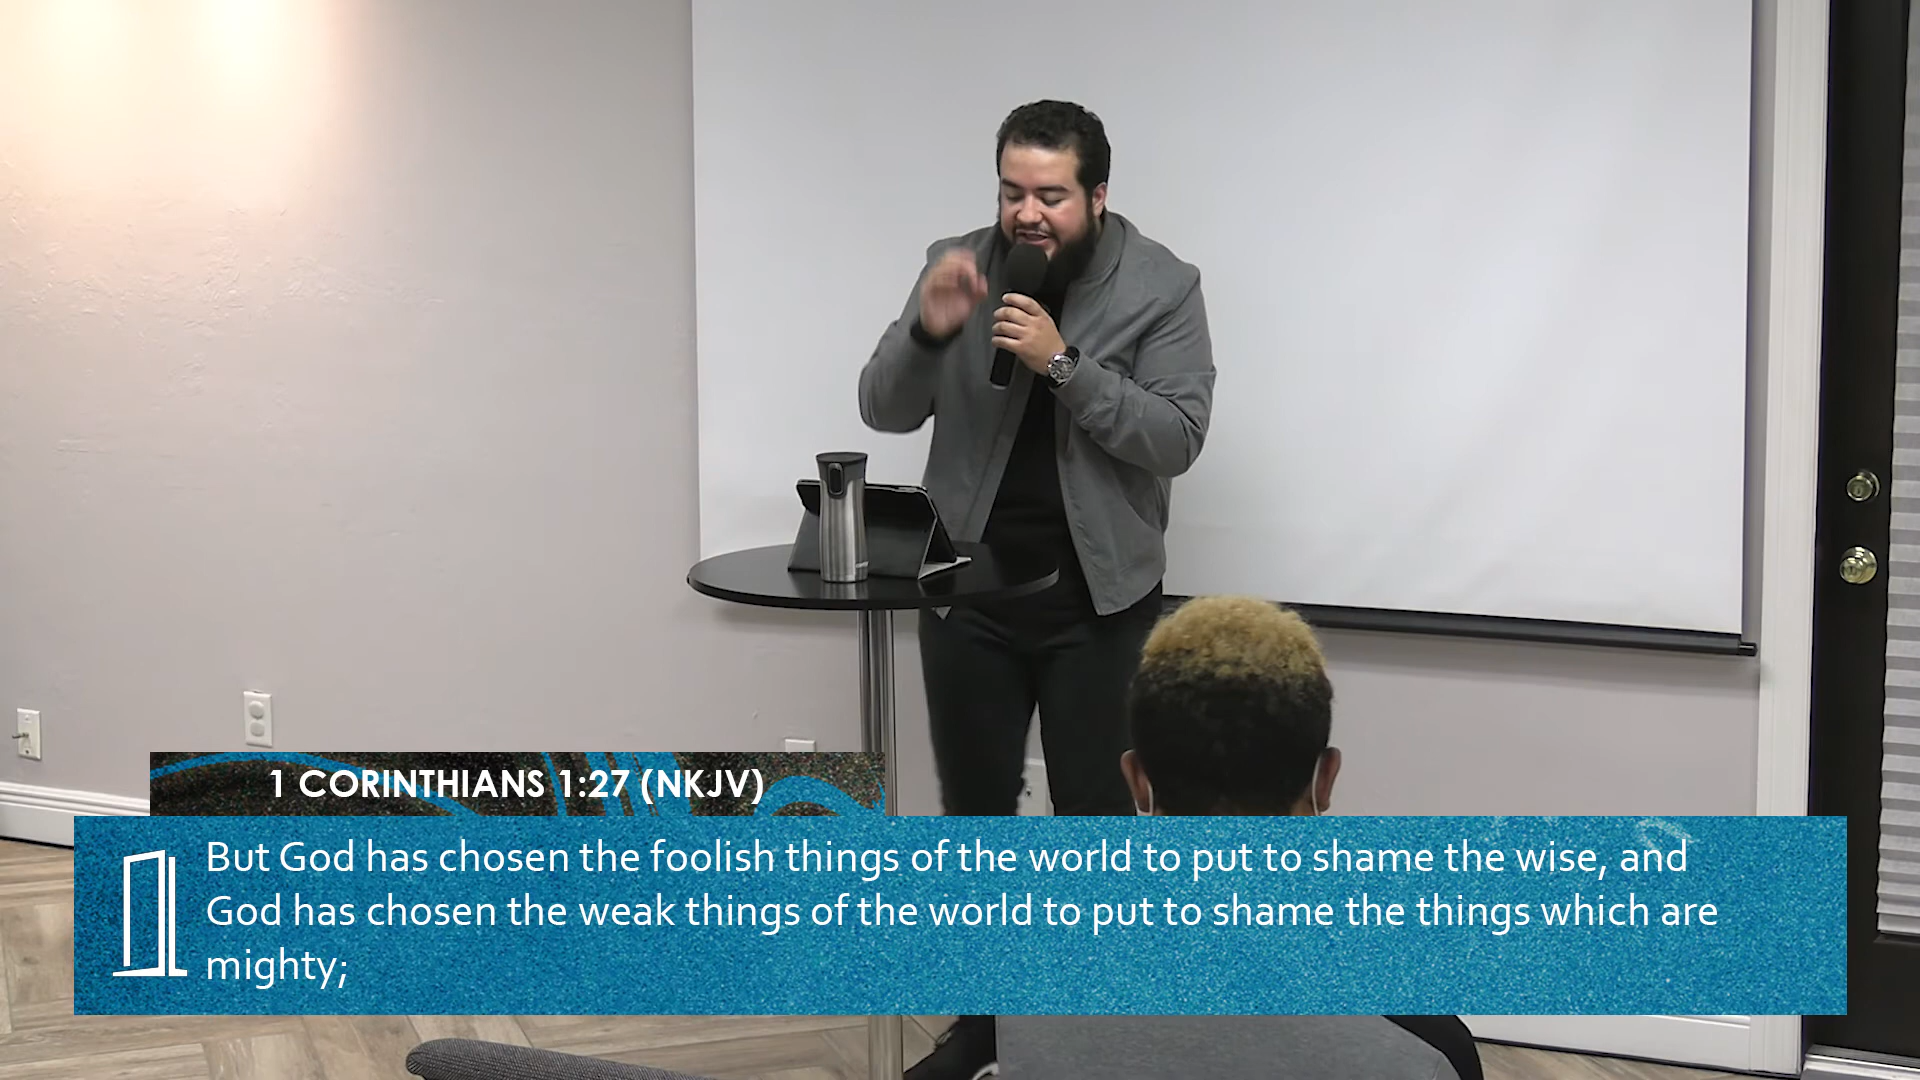 1 CORINTHIANS 1:27 (NKJV)
But God has chosen the foolish things of the world to put to shame the wise, and
God has chosen the weak things of the world to put to shame the things which are
mighty;